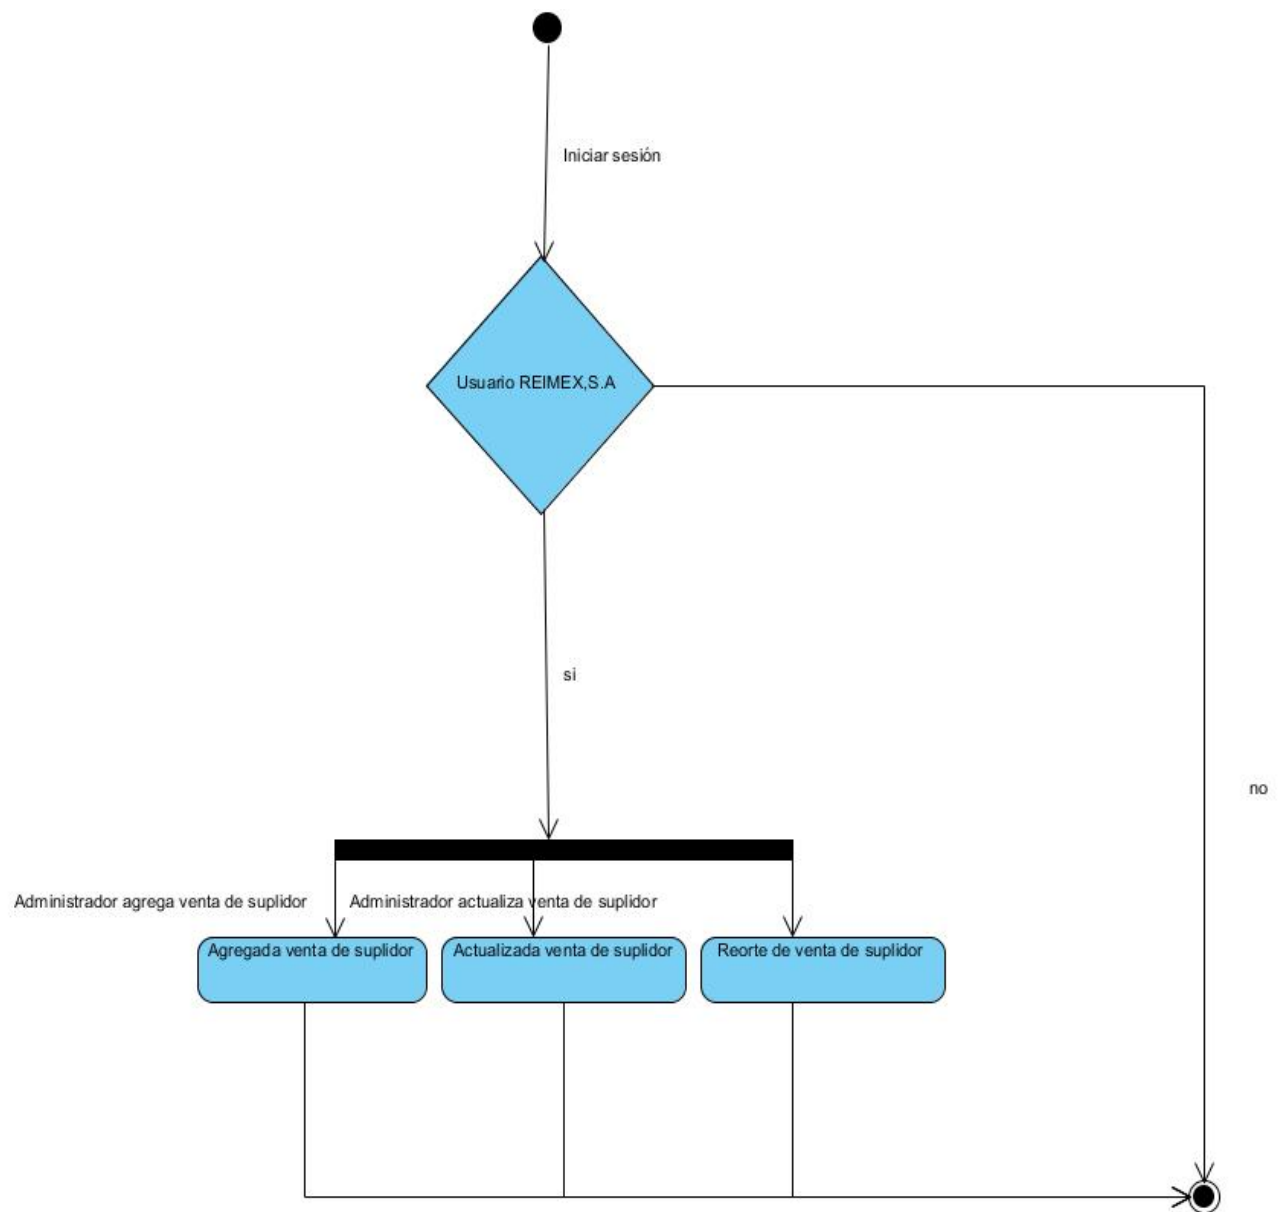 Iniciar sesión
Usuario REIMEX,S.A
si
no
Administrador agrega venta de suplidor
Administrador actualiza venta de suplidor
Agregada venta de suplidor
Actualizada venta de suplidor
Reorte de venta de suplidor